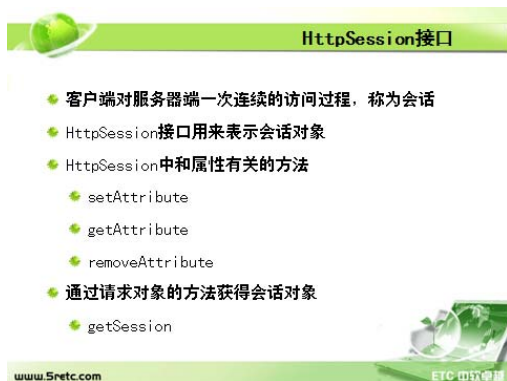 HttpSession接口
客户端对服务器端一次连续的访问过程，称为会话
HttpSession接口用来表示会话对象
HttpSession中和属性有关的方法
setAttribute
getAttribute
removeAttribute
通过请求对象的方法获得会话对象
getSession
www.5retc.com
ETC 中软卓越